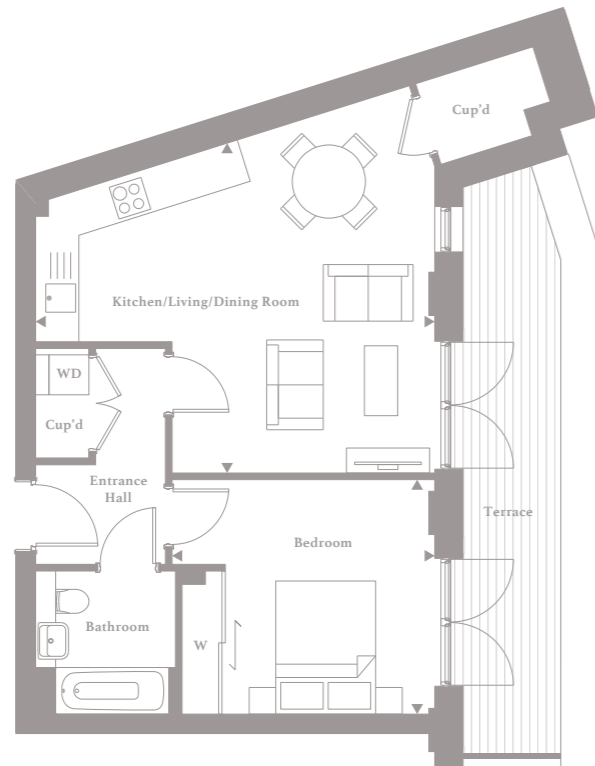 Cup'd
Kitchen/Living/Dining Room
WD
Cup'd
Entrance
Hall
Terrace
Bedroom
Bathroom
W